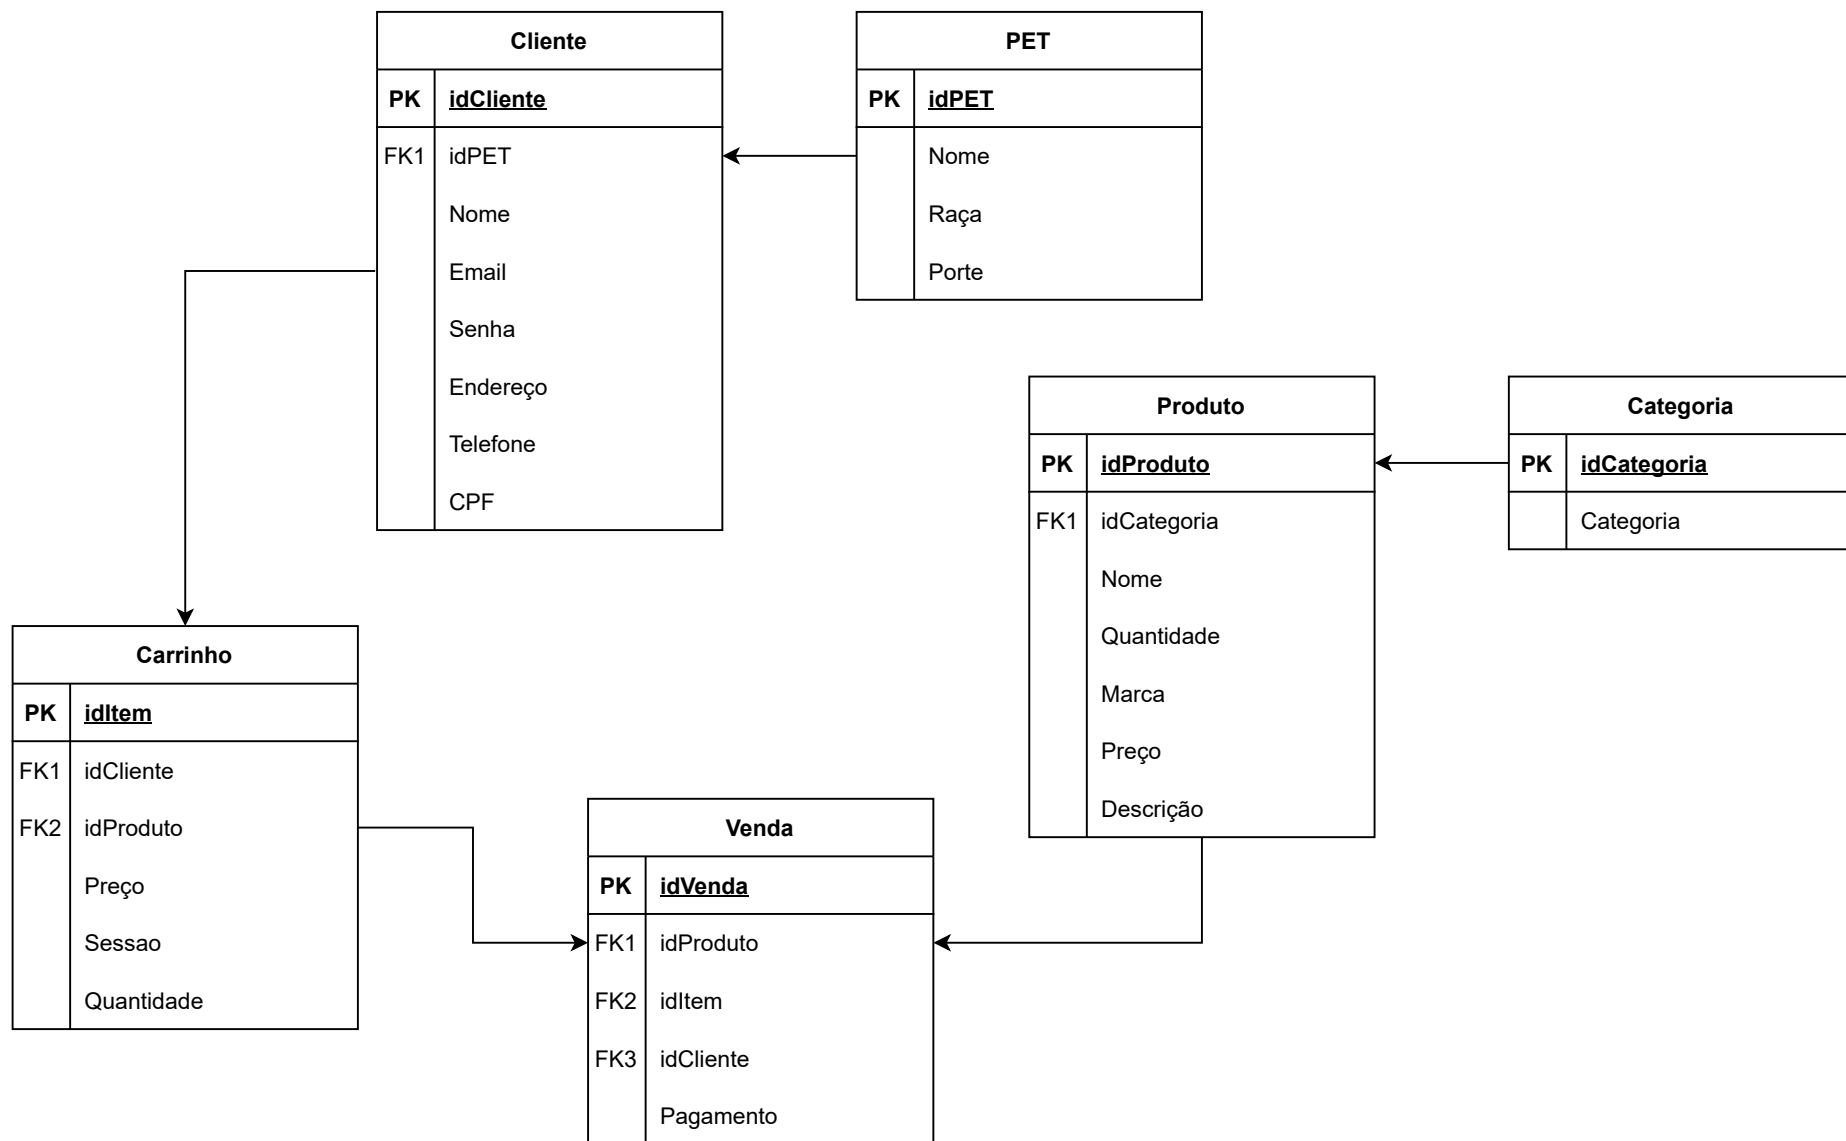 Cliente
PK idCliente
FK1 idPET
Nome
Email
Senha
Endereço
Telefone
CPF
PET
PK idPET
Nome
Raça
Porte
Produto
PK idProduto
FK1 idCategoria
Nome
Quantidade
Marca
Preço
Descrição
Categoria
PK idCategoria
Categoria
Carrinho
PK idItem
FK1 idCliente
FK2 idProduto
Preço
Sessao
Quantidade
Venda
PK idVenda
FK1 idProduto
FK2 idItem
FK3 idCliente
Pagamento